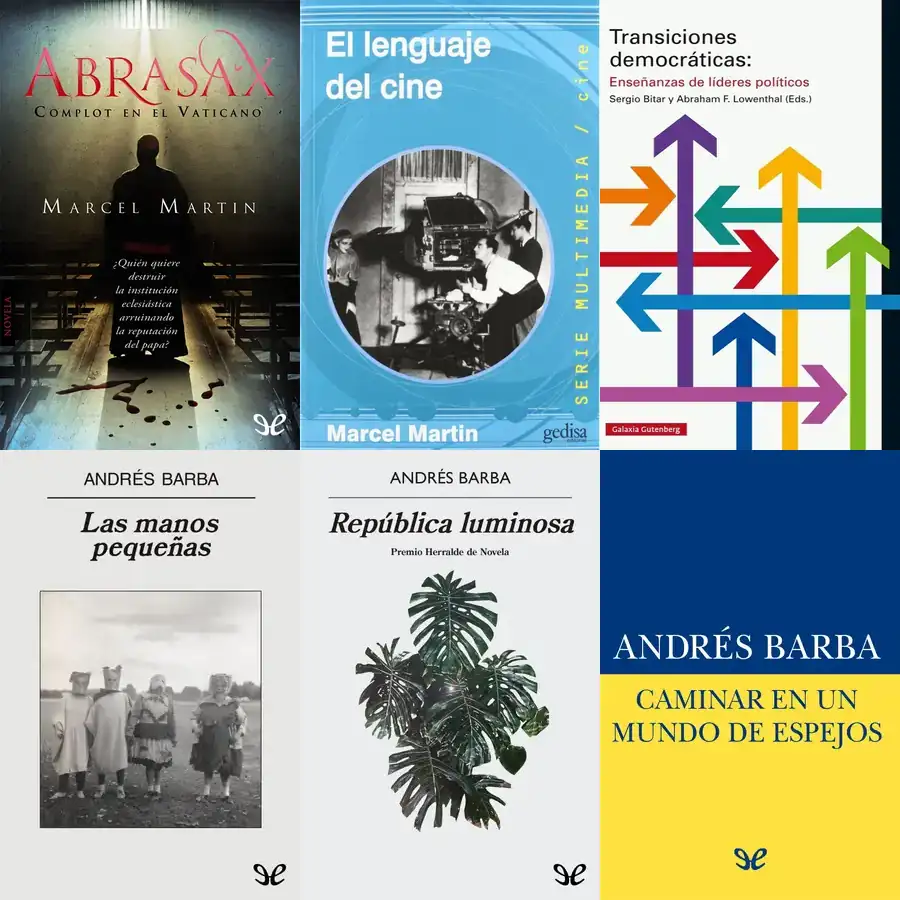 ABRASAX
COMPLOT EN EL VATICANO
MARCEL MARTIN
¿Quién quiere
destruir
la institución
eclesiástica
arruinando
la reputación
del papa?
NOVELA
El lenguaje
del cine
SERIE MULTIMEDIA / cine
Marcel Martin
gedisa
editorial
Transiciones
democráticas:
Enseñanzas de líderes políticos
Sergio Bitar y Abraham F. Lowenthal (Eds.)
Galaxia Gutenberg
ANDRÉS BARBA
Las manos
pequeñas
ANDRÉS BARBA
República luminosa
Premio Herralde de Novela
ANDRÉS BARBA
CAMINAR EN UN
MUNDO DE ESPEJOS